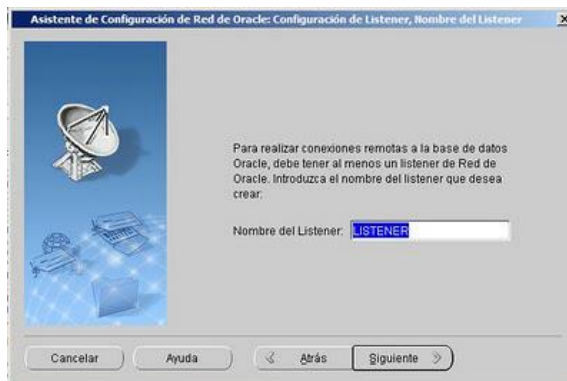 Asistente de Configuración de Red de Oracle: Configuración de Listener, Nombre del Listener
Para realizar conexiones remotas a la base de datos
Oracle, debe tener al menos un listener de Red de
Oracle. Introduzca el nombre del listener que desea
crear:
Nombre del Listener: LISTENER
Cancelar Ayuda Atrás Siguiente